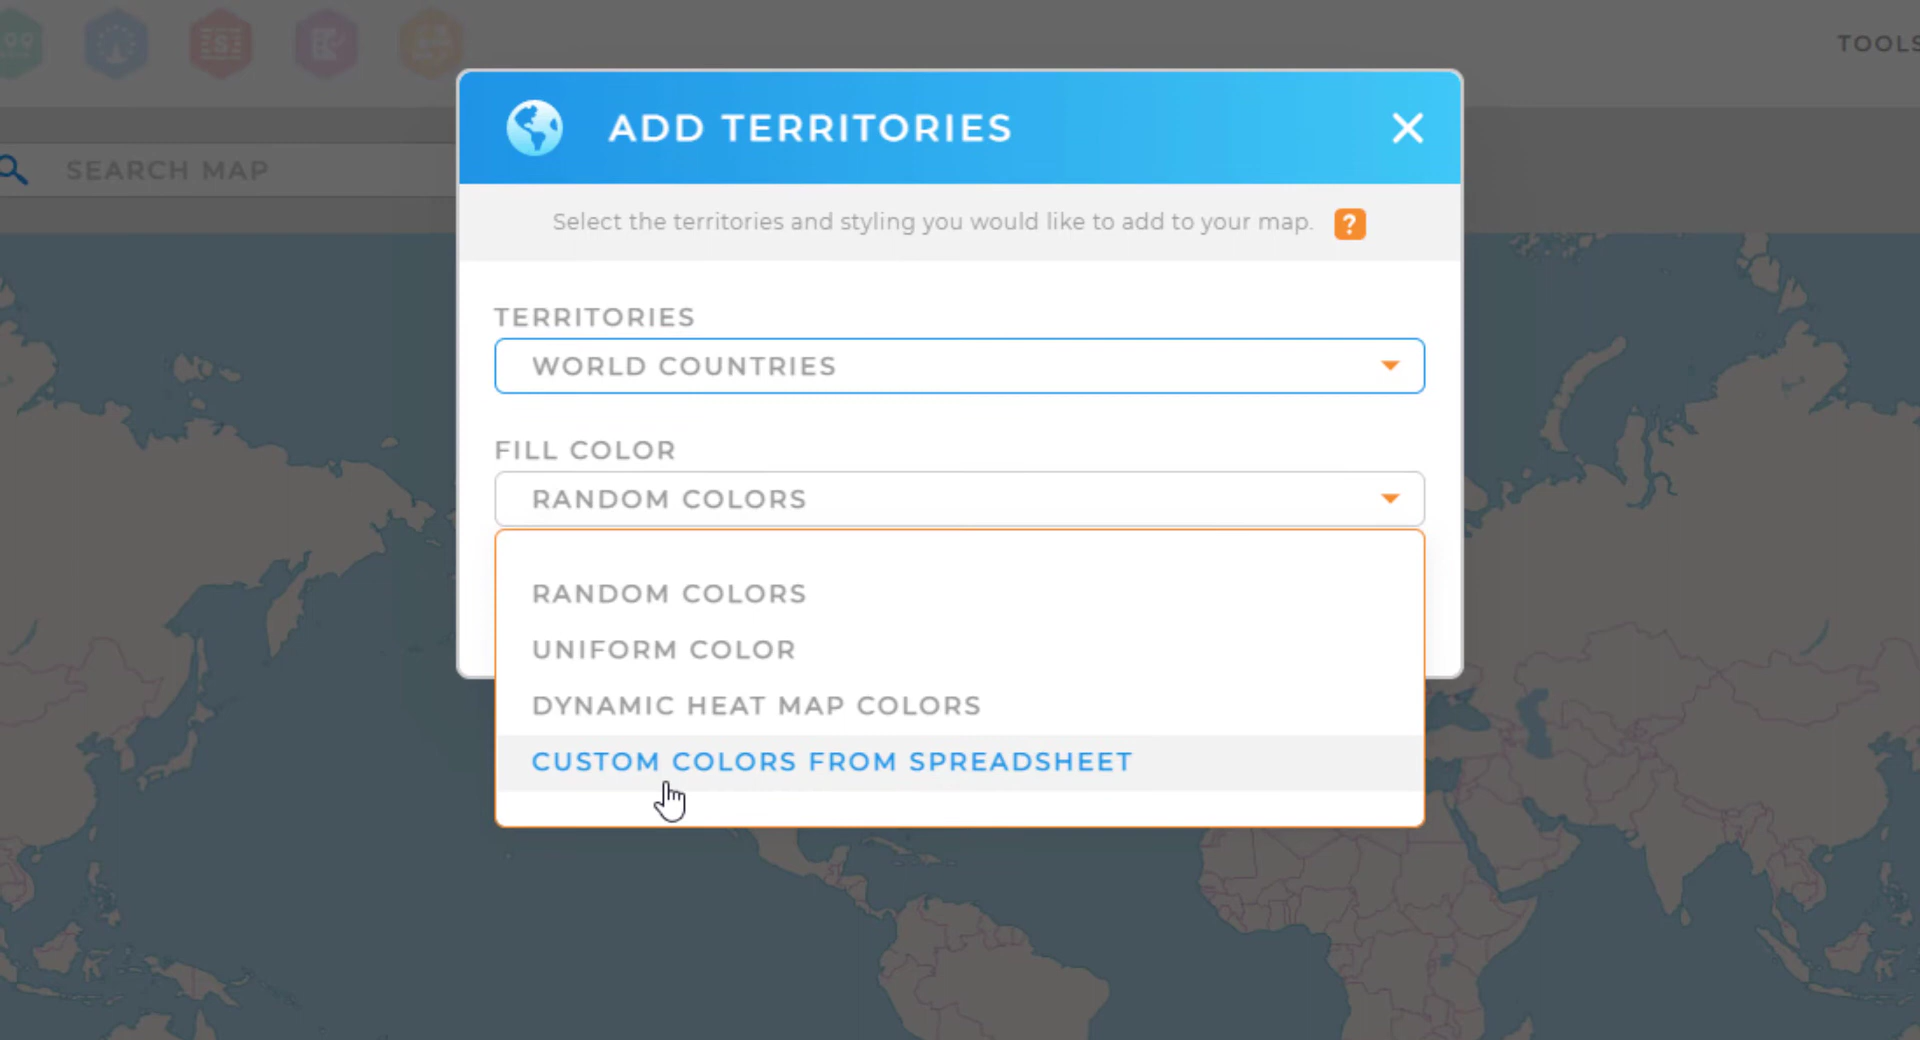 TOOLS
SEARCH MAP
ADD TERRITORIES
Select the territories and styling you would like to add to your map. ?
TERRITORIES
WORLD COUNTRIES
FILL COLOR
RANDOM COLORS
RANDOM COLORS
UNIFORM COLOR
DYNAMIC HEAT MAP COLORS
CUSTOM COLORS FROM SPREADSHEET